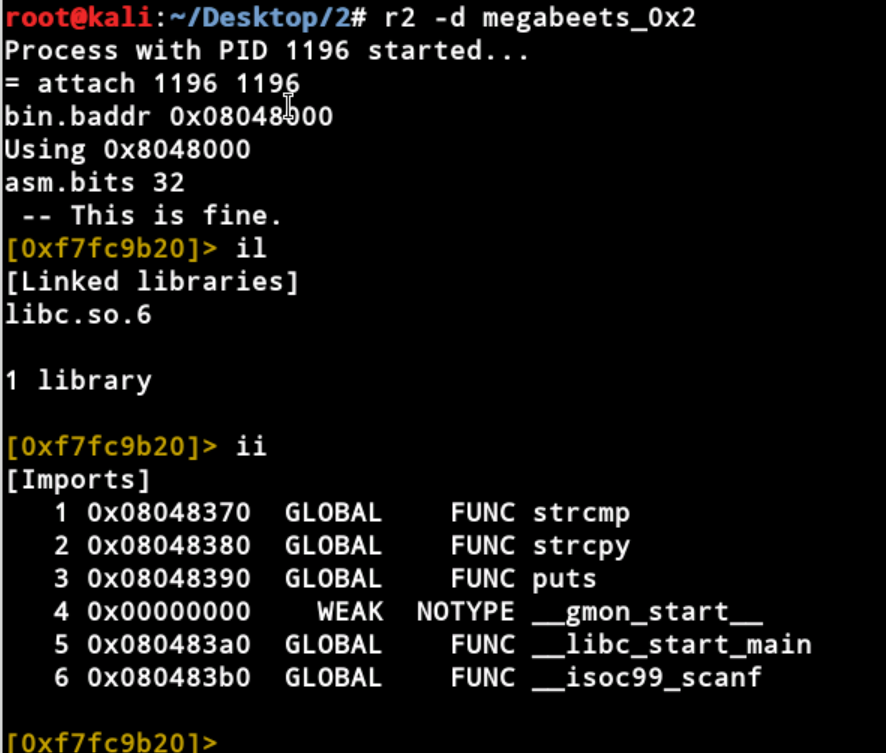 root@kali:~/Desktop/2# r2 -d megabeets_0x2
Process with PID 1196 started...
= attach 1196 1196
bin.baddr 0x08048000
Using 0x8048000
asm.bits 32
 -- This is fine.
[0xf7fc9b20]> il
[Linked libraries]
libc.so.6

1 library

[0xf7fc9b20]> ii
[Imports]
   1 0x08048370  GLOBAL    FUNC strcmp
   2 0x08048380  GLOBAL    FUNC strcpy
   3 0x08048390  GLOBAL    FUNC puts
   4 0x00000000    WEAK  NOTYPE __gmon_start__
   5 0x080483a0  GLOBAL    FUNC __libc_start_main
   6 0x080483b0  GLOBAL    FUNC __isoc99_scanf

[0xf7fc9b20]>